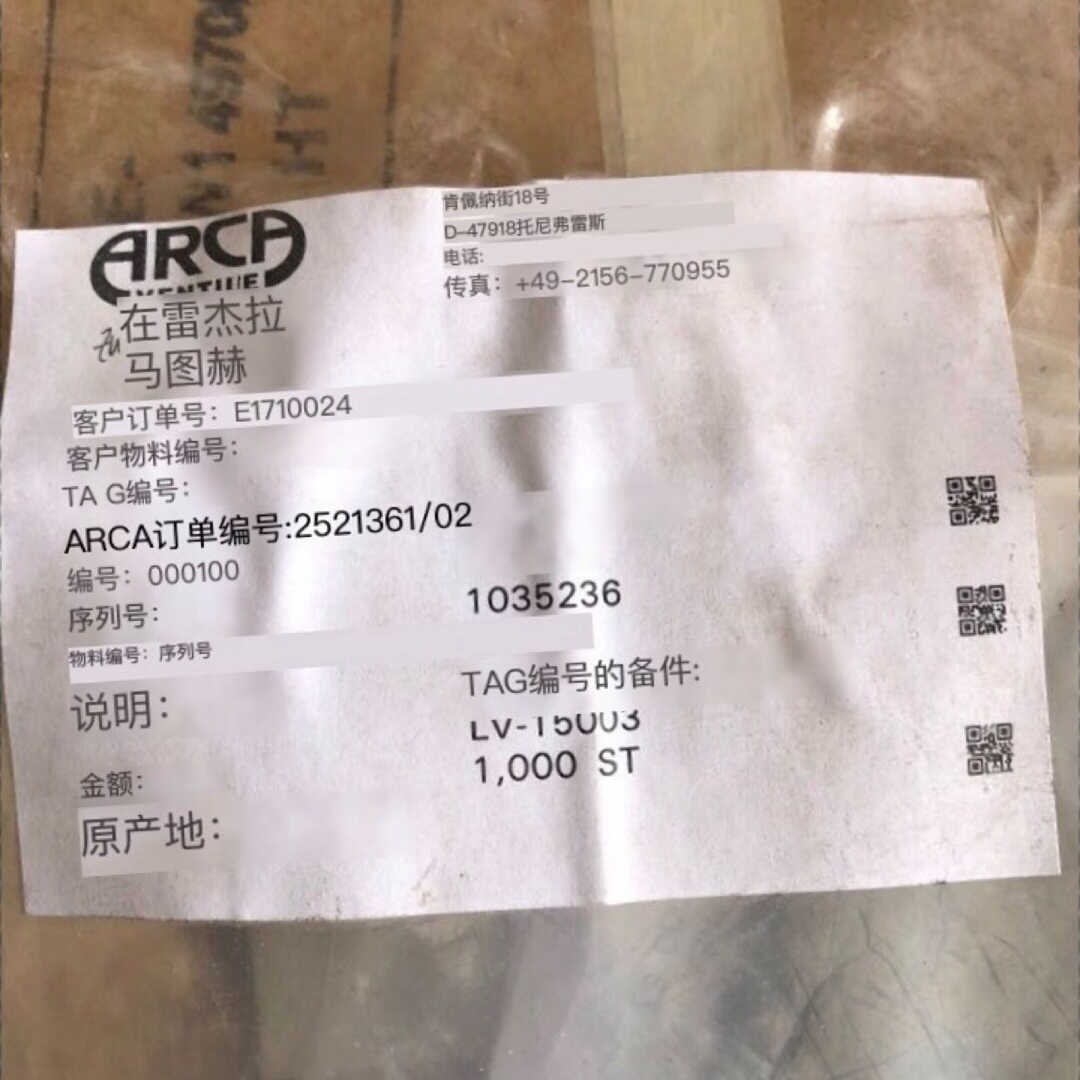 ARCA
肯佩纳街18号
D-47918托尼弗雷斯
电话:
传真：+49-2156-770955
在雷杰拉
马图赫
客户订单号：E1710024
客户物料编号：
TA G编号：
ARCA订单编号:2521361/02
编号：000100
序列号：
1035236
物料编号：序列号
TAG编号的备件:
说明：
LV-15003
1,000 ST
金额:
原产地：